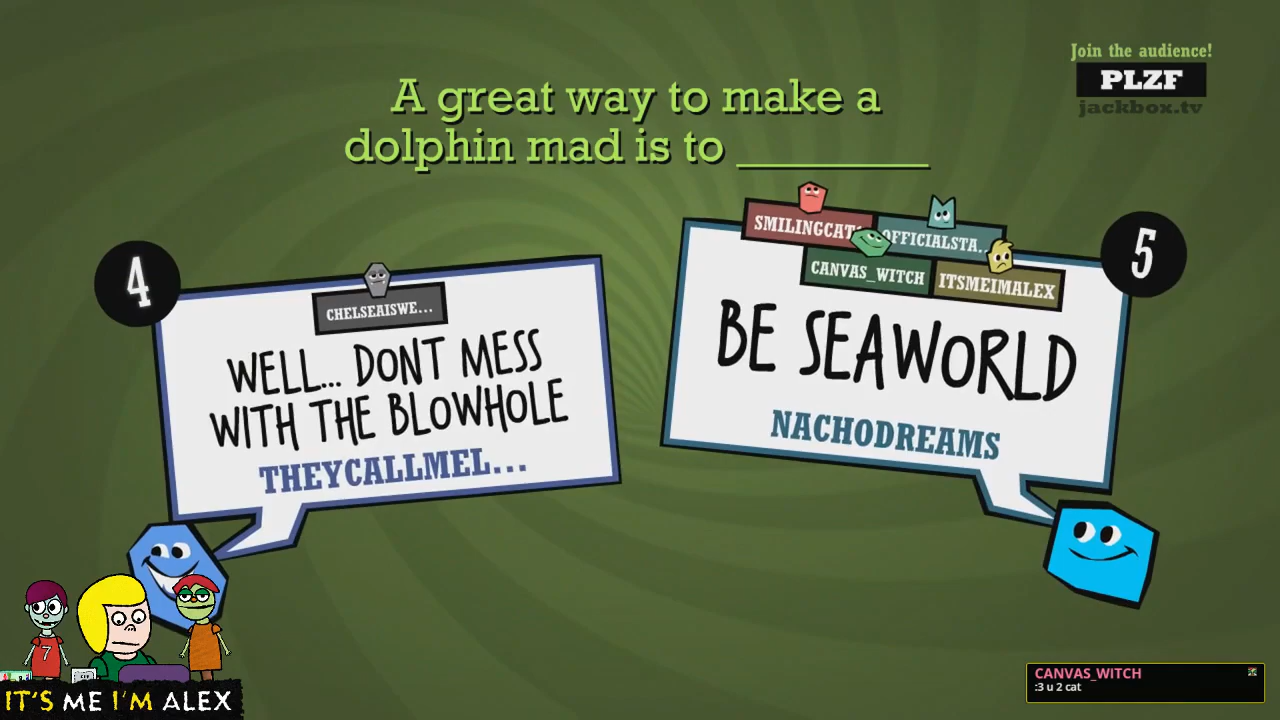 Join the audience!
PLZF
jackbox.tv
A great way to make a
dolphin mad is to ________
4
CHELSEAISWE...
WELL... DONT MESS
WITH THE BLOWHOLE
THEYCALLMEL...
SMILINGCAT
OFFICIALSTA...
CANVAS_WITCH
ITSMEIMALEX
5
BE SEAWORLD
NACHODREAMS
7
IT'S ME I'M ALEX
CANVAS_WITCH
:3 u 2 cat